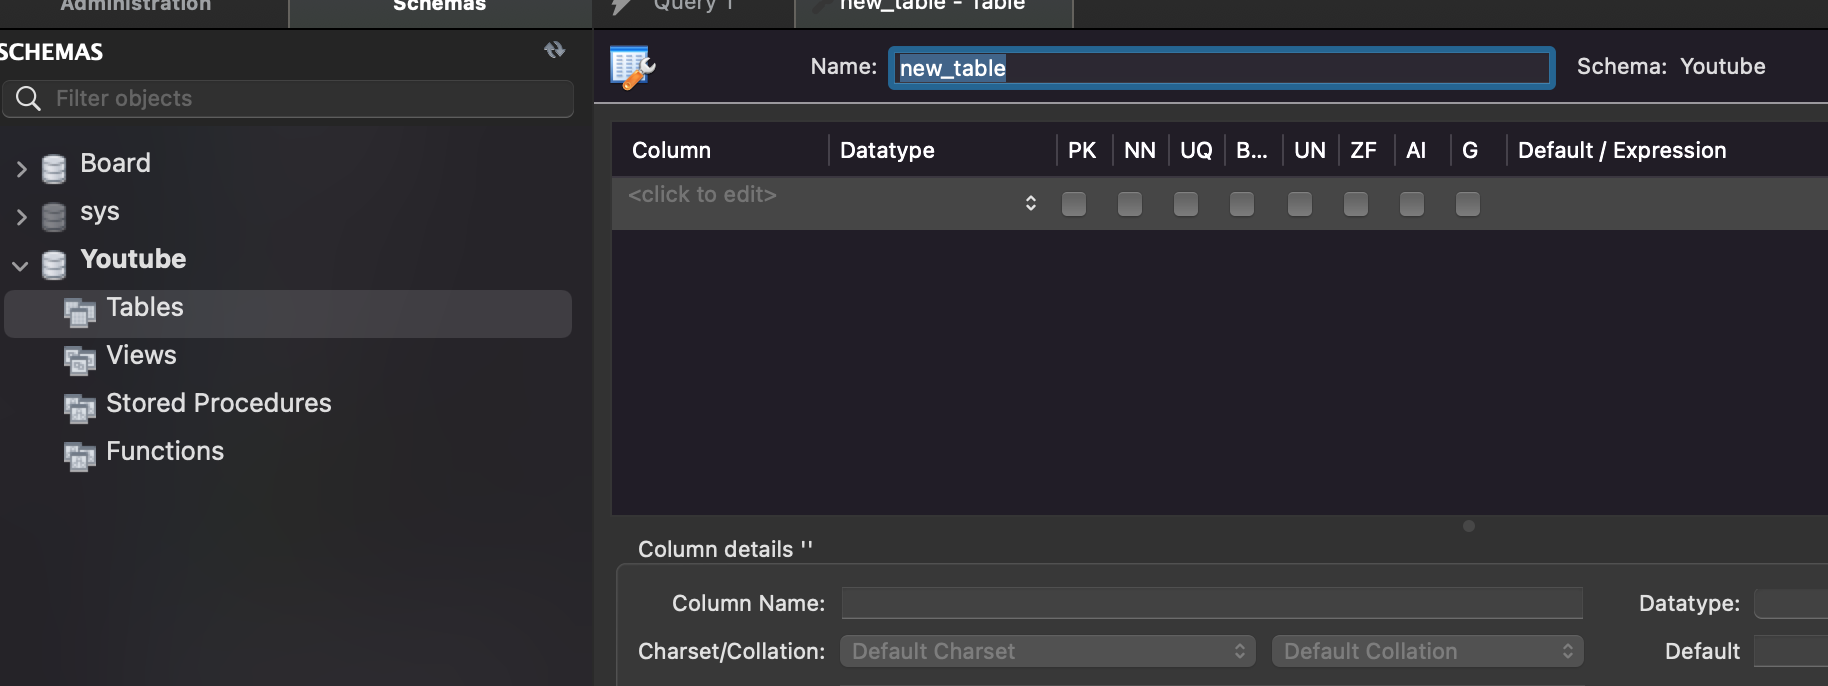 Administration
Schemas
Query 1
new_table - Table
SCHEMAS
Filter objects
Board
sys
Youtube
Tables
Views
Stored Procedures
Functions
Name: new_table Schema: Youtube
Column Datatype PK NN UQ B... UN ZF AI G Default / Expression
<click to edit>
Column details ''
Column Name: Datatype:
Charset/Collation: Default Charset Default Collation Default